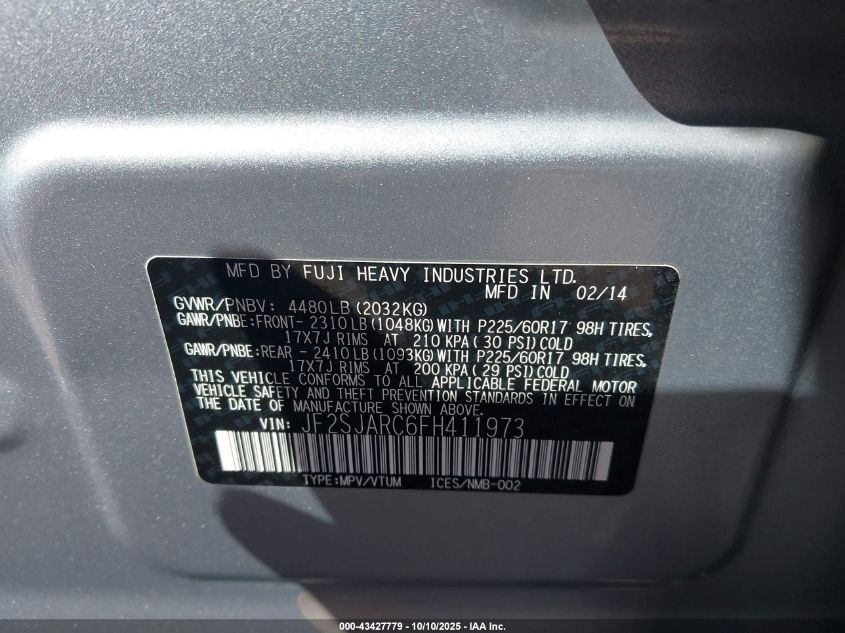 MFD BY FUJI HEAVY INDUSTRIES LTD.
MFD IN 02/14
GVWR/PNBV: 4480LB(2032KG)
GAWR/PNBE:FRONT- 2310LB(1048KG)WITH P225/60R17 98H TIRES,
17X7J RIMS AT 210 KPA(30 PSI)COLD
GAWR/PNBE:REAR - 2410LB(1093KG)WITH P225/60R17 98H TIRES,
17X7J RIMS AT 200 KPA(29 PSI)COLD
THIS VEHICLE CONFORMS TO ALL APPLICABLE FEDERAL MOTOR
VEHICLE SAFETY AND THEFT PREVENTION STANDARDS IN EFFECT ON
THE DATE OF MANUFACTURE SHOWN ABOVE.
VIN: JF2SJARC6FH411973
TYPE:MPV/VTUM ICES/NMB-002
000-43427779 - 10/10/2025 - IAA Inc.